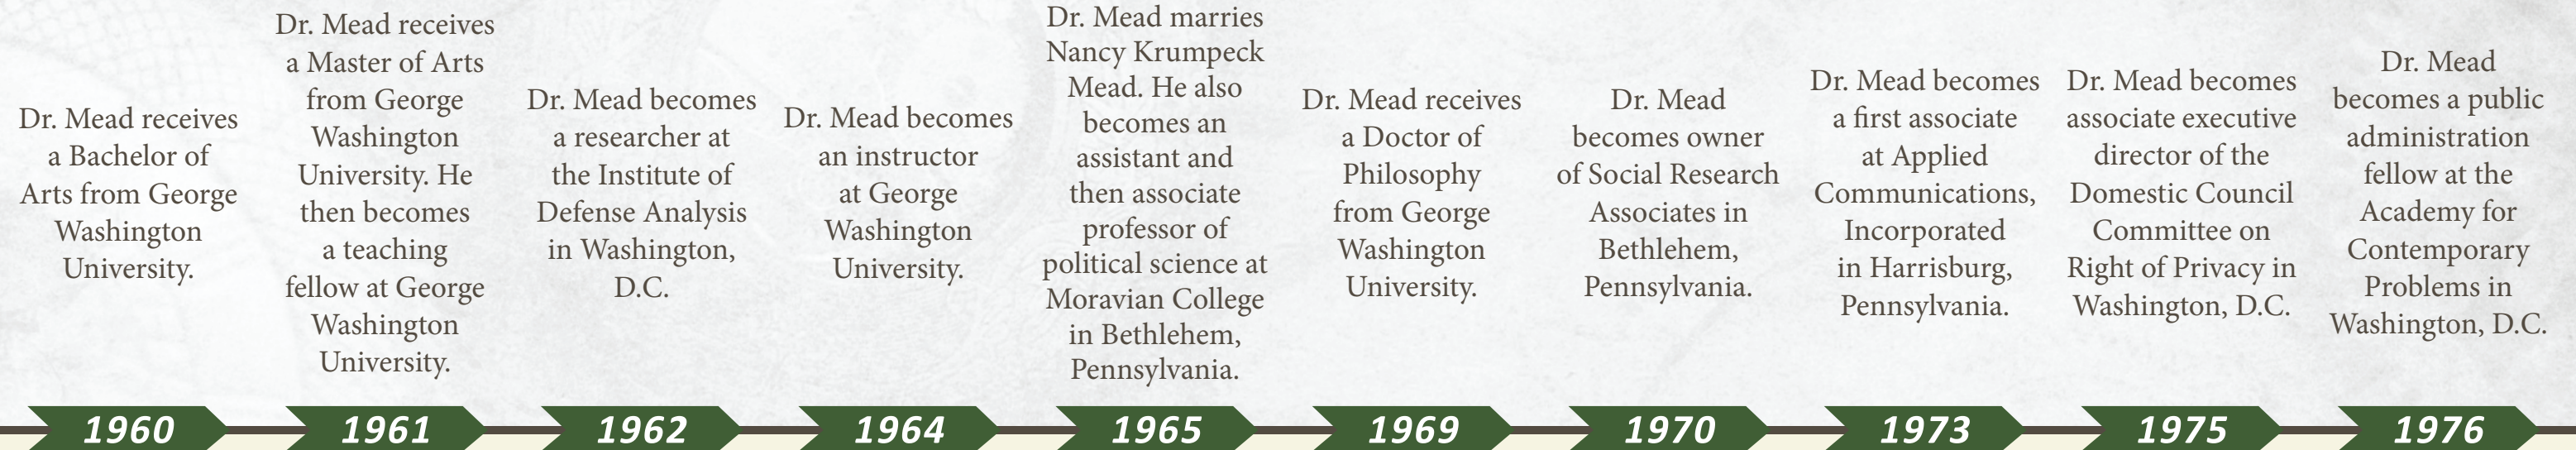 Dr. Mead receives
a Bachelor of
Arts from George
Washington
University.
1960
Dr. Mead receives
a Master of Arts
from George
Washington
University. He
then becomes
a teaching
fellow at George
Washington
University.
1961
Dr. Mead becomes
a researcher at
the Institute of
Defense Analysis
in Washington,
D.C.
1962
Dr. Mead becomes
an instructor
at George
Washington
University.
1964
Dr. Mead marries
Nancy Krumpeck
Mead. He also
becomes an
assistant and
then associate
professor of
political science at
Moravian College
in Bethlehem,
Pennsylvania.
1965
Dr. Mead receives
a Doctor of
Philosophy
from George
Washington
University.
1969
Dr. Mead
becomes owner
of Social Research
Associates in
Bethlehem,
Pennsylvania.
1970
Dr. Mead becomes
a first associate
at Applied
Communications,
Incorporated
in Harrisburg,
Pennsylvania.
1973
Dr. Mead becomes
associate executive
director of the
Domestic Council
Committee on
Right of Privacy in
Washington, D.C.
1975
Dr. Mead
becomes a public
administration
fellow at the
Academy for
Contemporary
Problems in
Washington, D.C.
1976